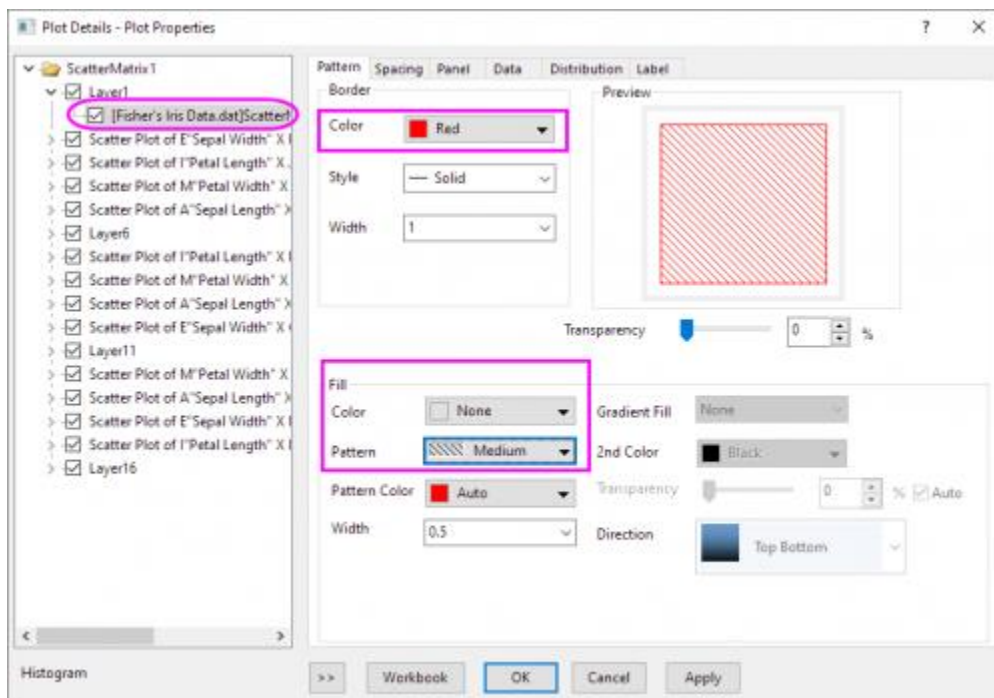 Plot Details - Plot Properties
? X
ScatterMatrix1
Layer1
[Fisher's Iris Data.dat]Scatter
Scatter Plot of E"Sepal Width" X
Scatter Plot of I"Petal Length" X
Scatter Plot of M"Petal Width" X
Scatter Plot of A"Sepal Length" X
Layer6
Scatter Plot of I"Petal Length" X
Scatter Plot of M"Petal Width" X
Scatter Plot of A"Sepal Length" X
Scatter Plot of E"Sepal Width" X
Layer11
Scatter Plot of M"Petal Width" X
Scatter Plot of A"Sepal Length" X
Scatter Plot of E"Sepal Width" X
Scatter Plot of I"Petal Length" X
Layer16
Histogram
Pattern Spacing Panel Data Distribution Label
Border
Color Red
Style Solid
Width 1
Preview
Transparency 0 %
Fill
Color None
Pattern Medium
Pattern Color Auto
Width 0.5
Gradient Fill None
2nd Color Black
Transparency 0 % Auto
Direction Top Bottom
>> Workbook OK Cancel Apply